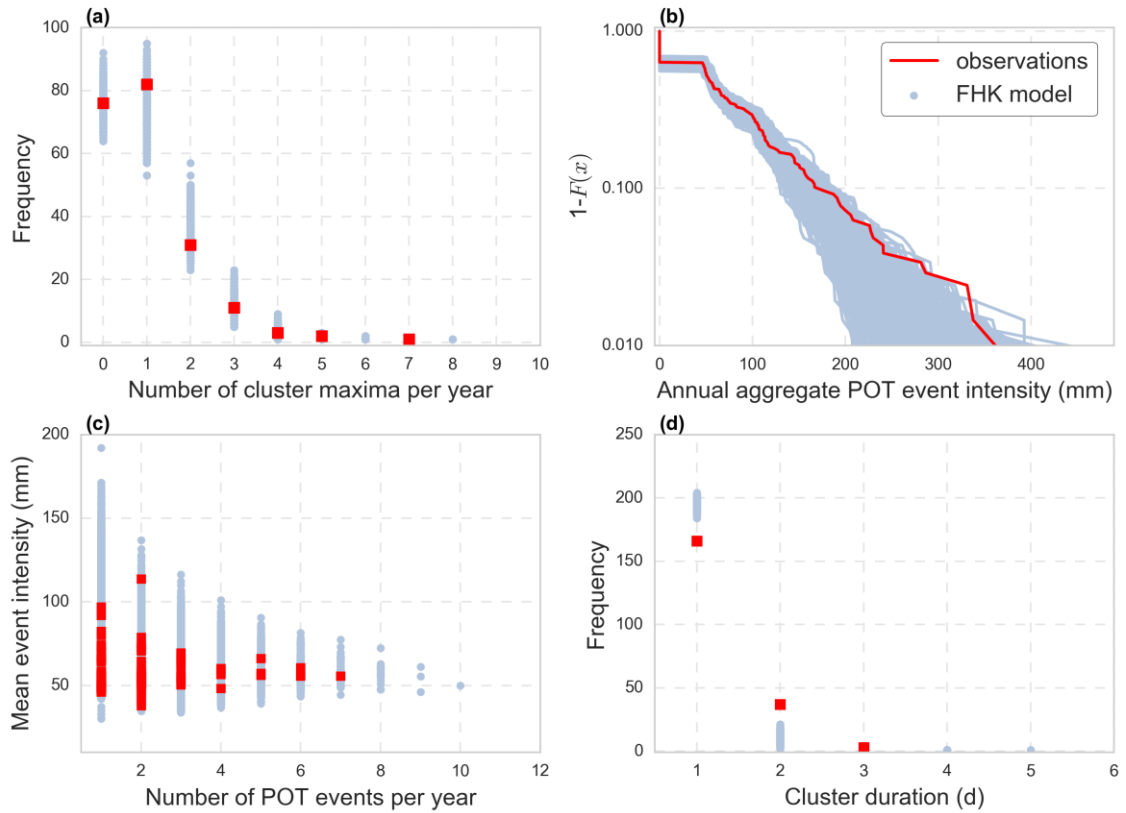 (a)
100
80
60
40
20
0
Frequency
0 1 2 3 4 5 6 7 8 9 10
Number of cluster maxima per year
(b)
1.000
0.100
0.010
1-F(x)
observations
FHK model
0 100 200 300 400
Annual aggregate POT event intensity (mm)
(c)
200
150
100
50
Mean event intensity (mm)
2 4 6 8 10 12
Number of POT events per year
(d)
250
200
150
100
50
0
Frequency
1 2 3 4 5 6
Cluster duration (d)